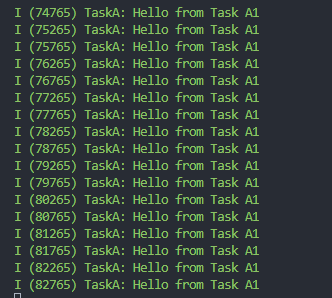 I (74765) TaskA: Hello from Task A1
I (75265) TaskA: Hello from Task A1
I (75765) TaskA: Hello from Task A1
I (76265) TaskA: Hello from Task A1
I (76765) TaskA: Hello from Task A1
I (77265) TaskA: Hello from Task A1
I (77765) TaskA: Hello from Task A1
I (78265) TaskA: Hello from Task A1
I (78765) TaskA: Hello from Task A1
I (79265) TaskA: Hello from Task A1
I (79765) TaskA: Hello from Task A1
I (80265) TaskA: Hello from Task A1
I (80765) TaskA: Hello from Task A1
I (81265) TaskA: Hello from Task A1
I (81765) TaskA: Hello from Task A1
I (82265) TaskA: Hello from Task A1
I (82765) TaskA: Hello from Task A1